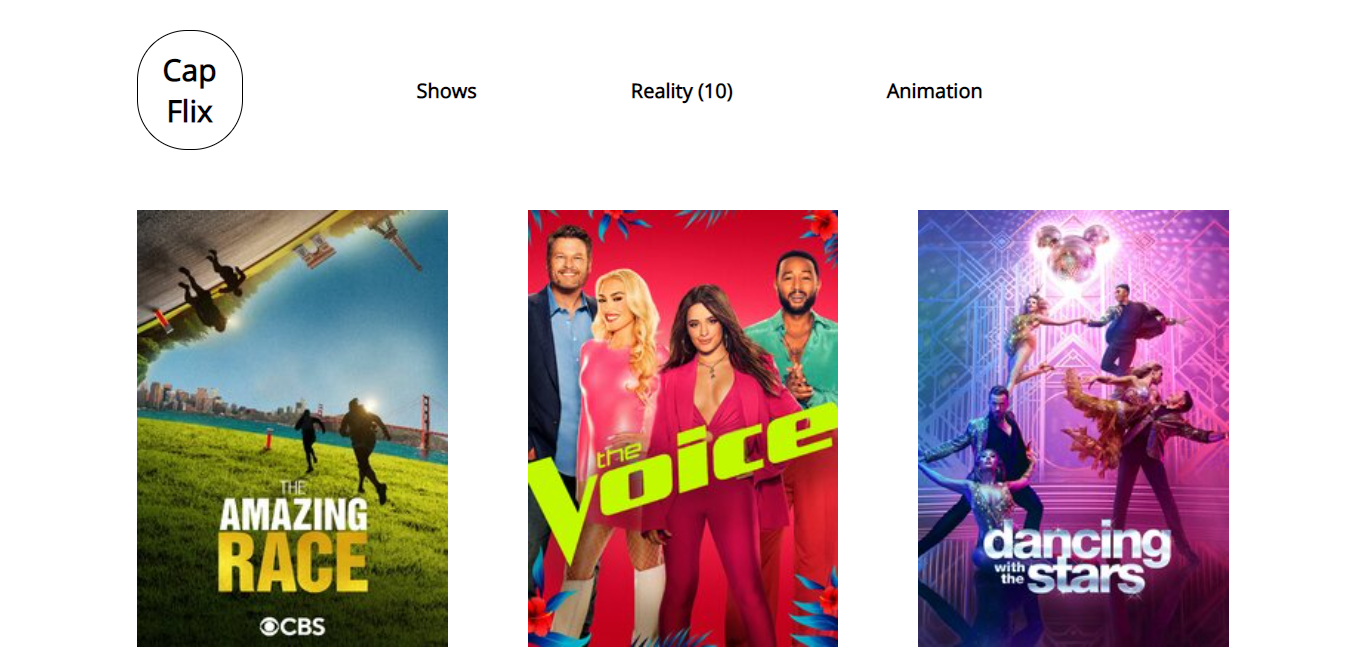 Cap
Flix
Shows
Reality (10)
Animation
THE
AMAZING
RACE
CBS
the
Voice
dancing
with the
stars